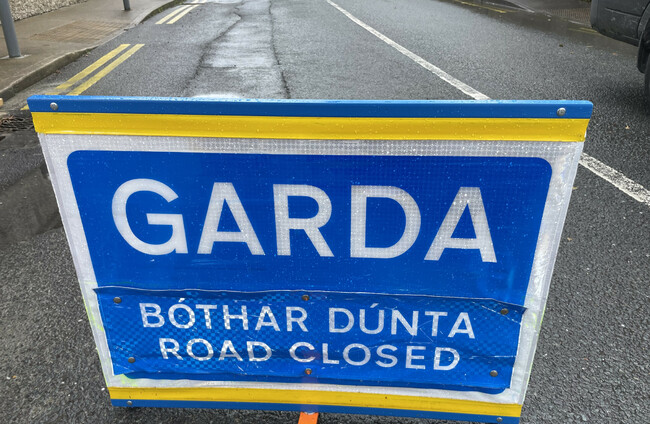 GARDA
BÓTHAR DÚNTA
ROAD CLOSED